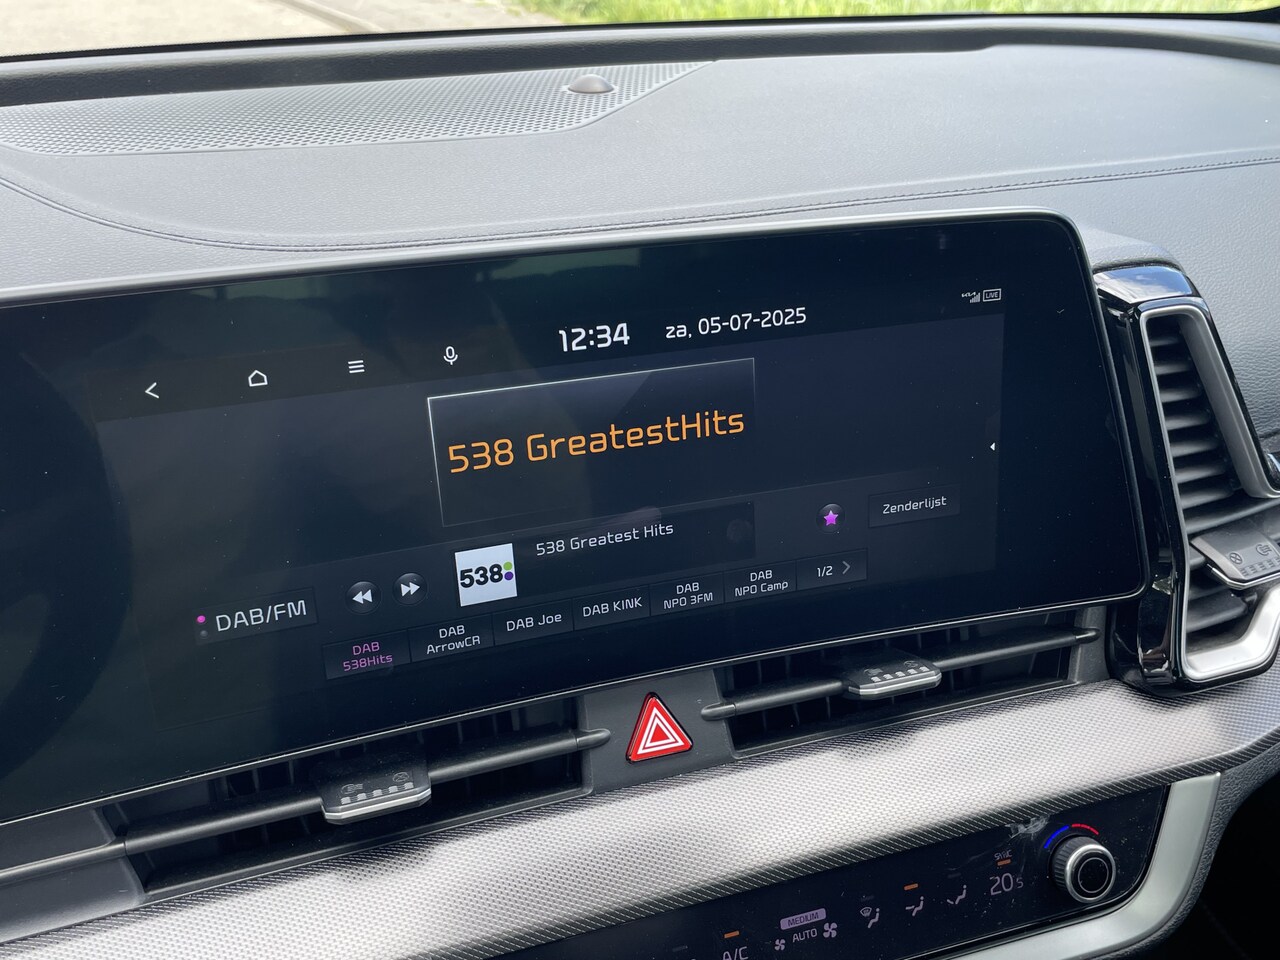 12:34
za, 05-07-2025
LIVE
538 GreatestHits
538 Greatest Hits
Zenderlijst
538
DAB/FM
DAB
538Hits
DAB
ArrowCR
DAB Joe
DAB KINK
DAB
NPO 3FM
DAB
NPO Camp
1/2
SYNC
20.5
MEDIUM
AUTO
A/C